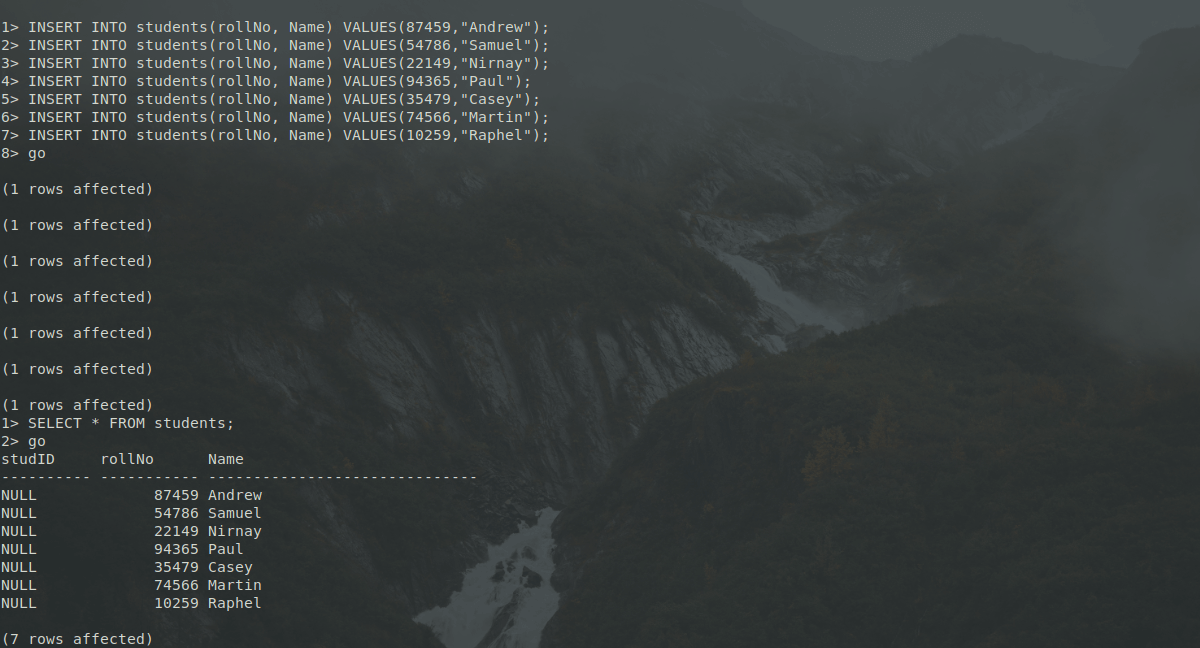 1> INSERT INTO students(rollNo, Name) VALUES(87459,"Andrew");
2> INSERT INTO students(rollNo, Name) VALUES(54786,"Samuel");
3> INSERT INTO students(rollNo, Name) VALUES(22149,"Nirnay");
4> INSERT INTO students(rollNo, Name) VALUES(94365,"Paul");
5> INSERT INTO students(rollNo, Name) VALUES(35479,"Casey");
6> INSERT INTO students(rollNo, Name) VALUES(74566,"Martin");
7> INSERT INTO students(rollNo, Name) VALUES(10259,"Raphel");
8> go

(1 rows affected)

(1 rows affected)

(1 rows affected)

(1 rows affected)

(1 rows affected)

(1 rows affected)

(1 rows affected)
1> SELECT * FROM students;
2> go
studID     rollNo      Name
---------- ----------- ------------------------------
NULL             87459 Andrew
NULL             54786 Samuel
NULL             22149 Nirnay
NULL             94365 Paul
NULL             35479 Casey
NULL             74566 Martin
NULL             10259 Raphel

(7 rows affected)